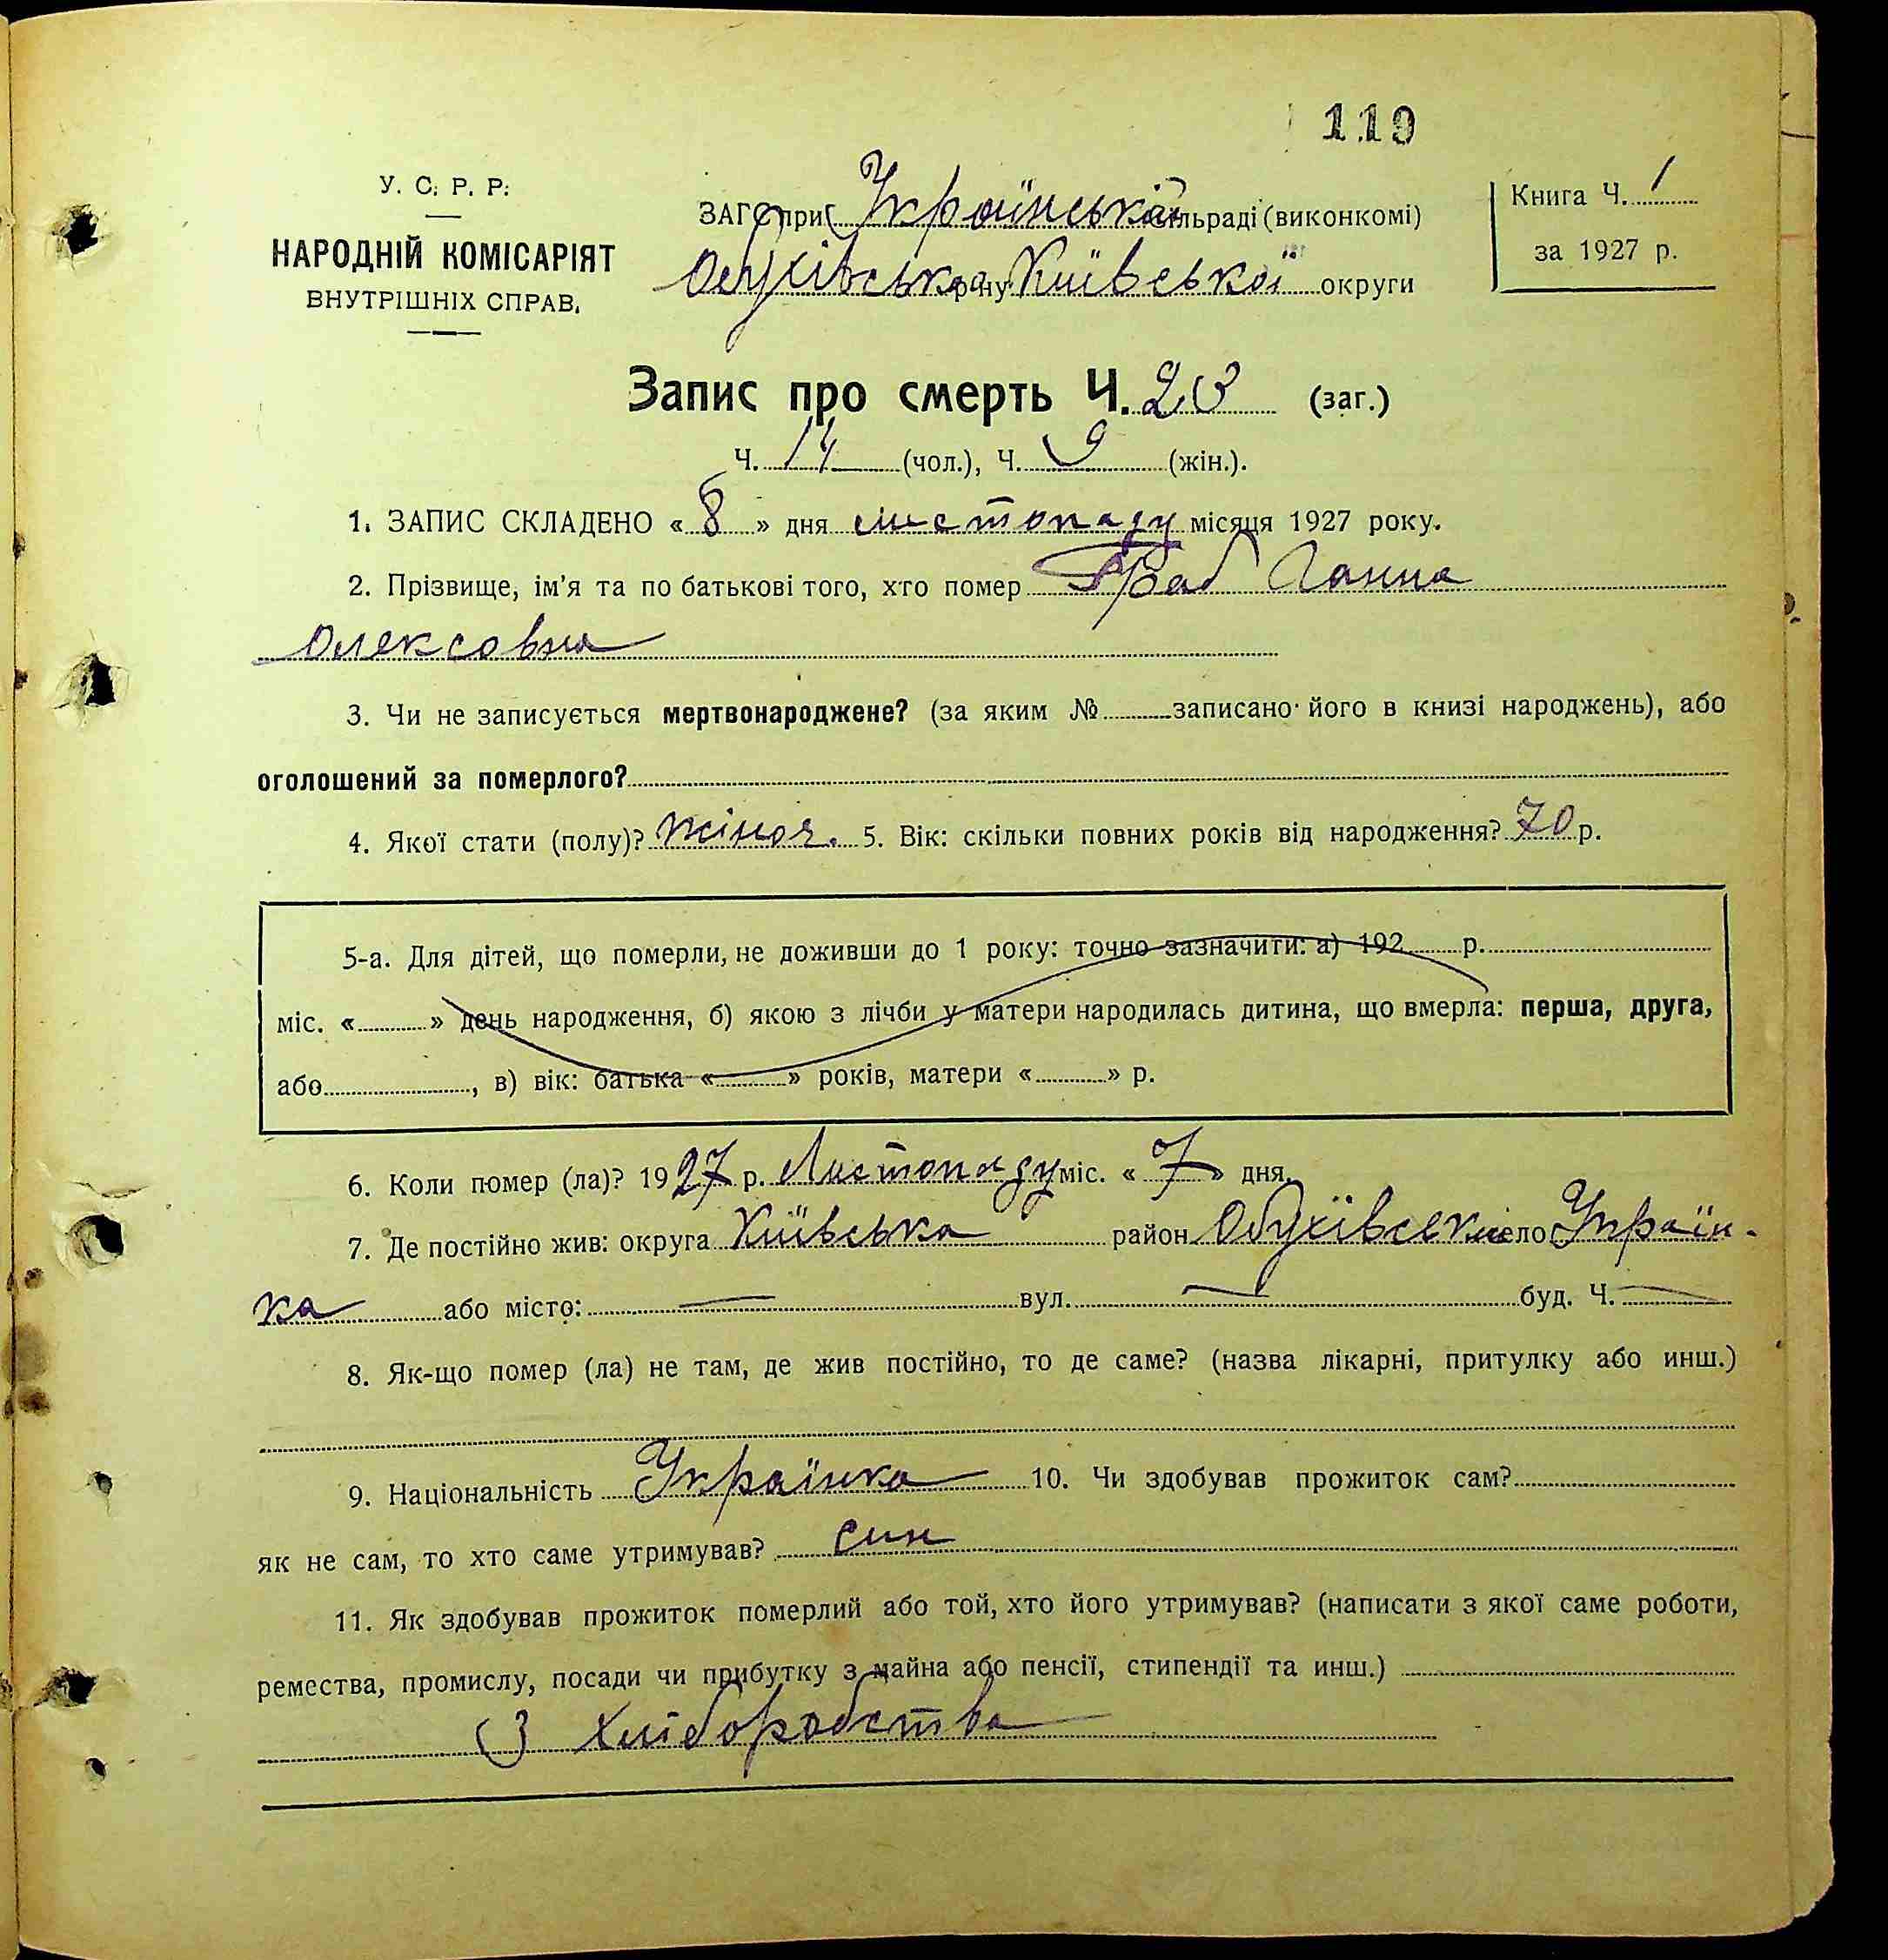 119
У. С. Р. Р.
НАРОДНІЙ КОМІСАРІЯТ
ВНУТРІШНІХ СПРАВ.
ЗАГС при Українській сільраді (виконкомі)
Обухівськ р-ну Київської округи
Книга Ч. 1
за 1927 р.
Запис про смерть Ч. 23 (заг.)
Ч. 14 (чол.), Ч. 9 (жін.).
1. ЗАПИС СКЛАДЕНО « 8 » дня листопаду місяця 1927 року.
2. Прізвище, ім'я та по батькові того, хто помер Граб Ганна
Олексовна
3. Чи не записується мертвонароджене? (за яким № записано його в книзі народжень), або
оголошений за померлого?
4. Якої стати (полу)? жіноч. 5. Вік: скільки повних років від народження? 70 р.
5-а. Для дітей, що померли, не доживши до 1 року: точно зазначити: а) 192 р.
міс. « » день народження, б) якою з лічби у матери народилась дитина, що вмерла: перша, друга,
або , в) вік: батька « » років, матери « » р.
6. Коли помер (ла)? 1927 р. Листопаду міс. « 7 » дня.
7. Де постійно жив: округа Київська район Обухівськ село Україн-
ка або місто: — вул. — буд. Ч. —
8. Як-що помер (ла) не там, де жив постійно, то де саме? (назва лікарні, притулку або инш.)
9. Національність Українка 10. Чи здобував прожиток сам?
як не сам, то хто саме утримував? син
11. Як здобував прожиток померлий або той, хто його утримував? (написати з якої саме роботи,
ремества, промислу, посади чи прибутку з майна або пенсії, стипендії та инш.)
З хліборобства